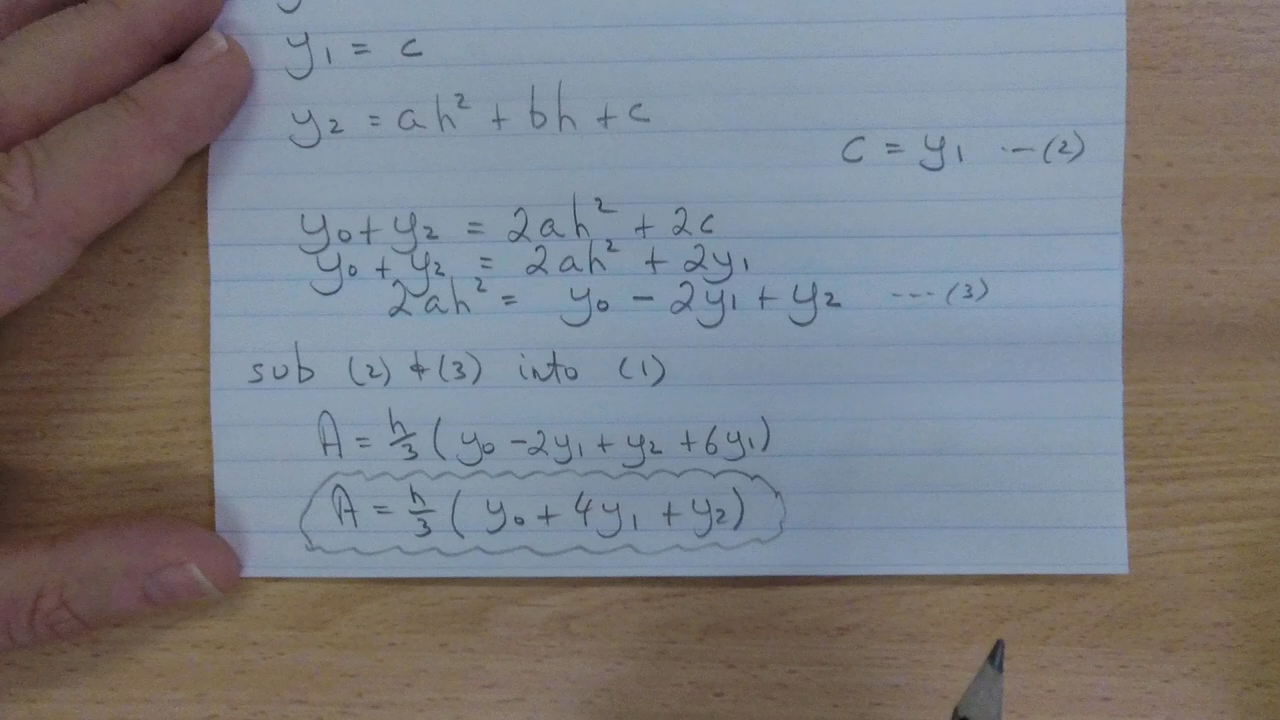 y₁ = c
y₂ = ah² + bh + c
c = y₁ --(2)
y₀ + y₂ = 2ah² + 2c
y₀ + y₂ = 2ah² + 2y₁
2ah² = y₀ - 2y₁ + y₂ ----(3)
sub (2) & (3) into (1)
A = h/3 ( y₀ - 2y₁ + y₂ + 6y₁)
A = h/3 ( y₀ + 4y₁ + y₂)